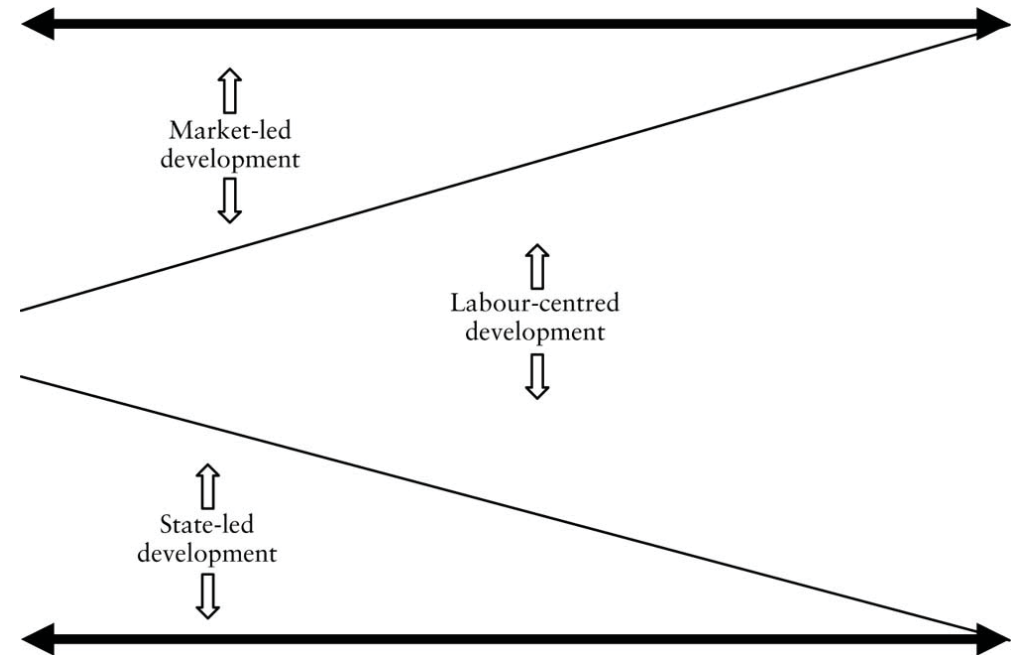 Market-led
development
Labour-centred
development
State-led
development